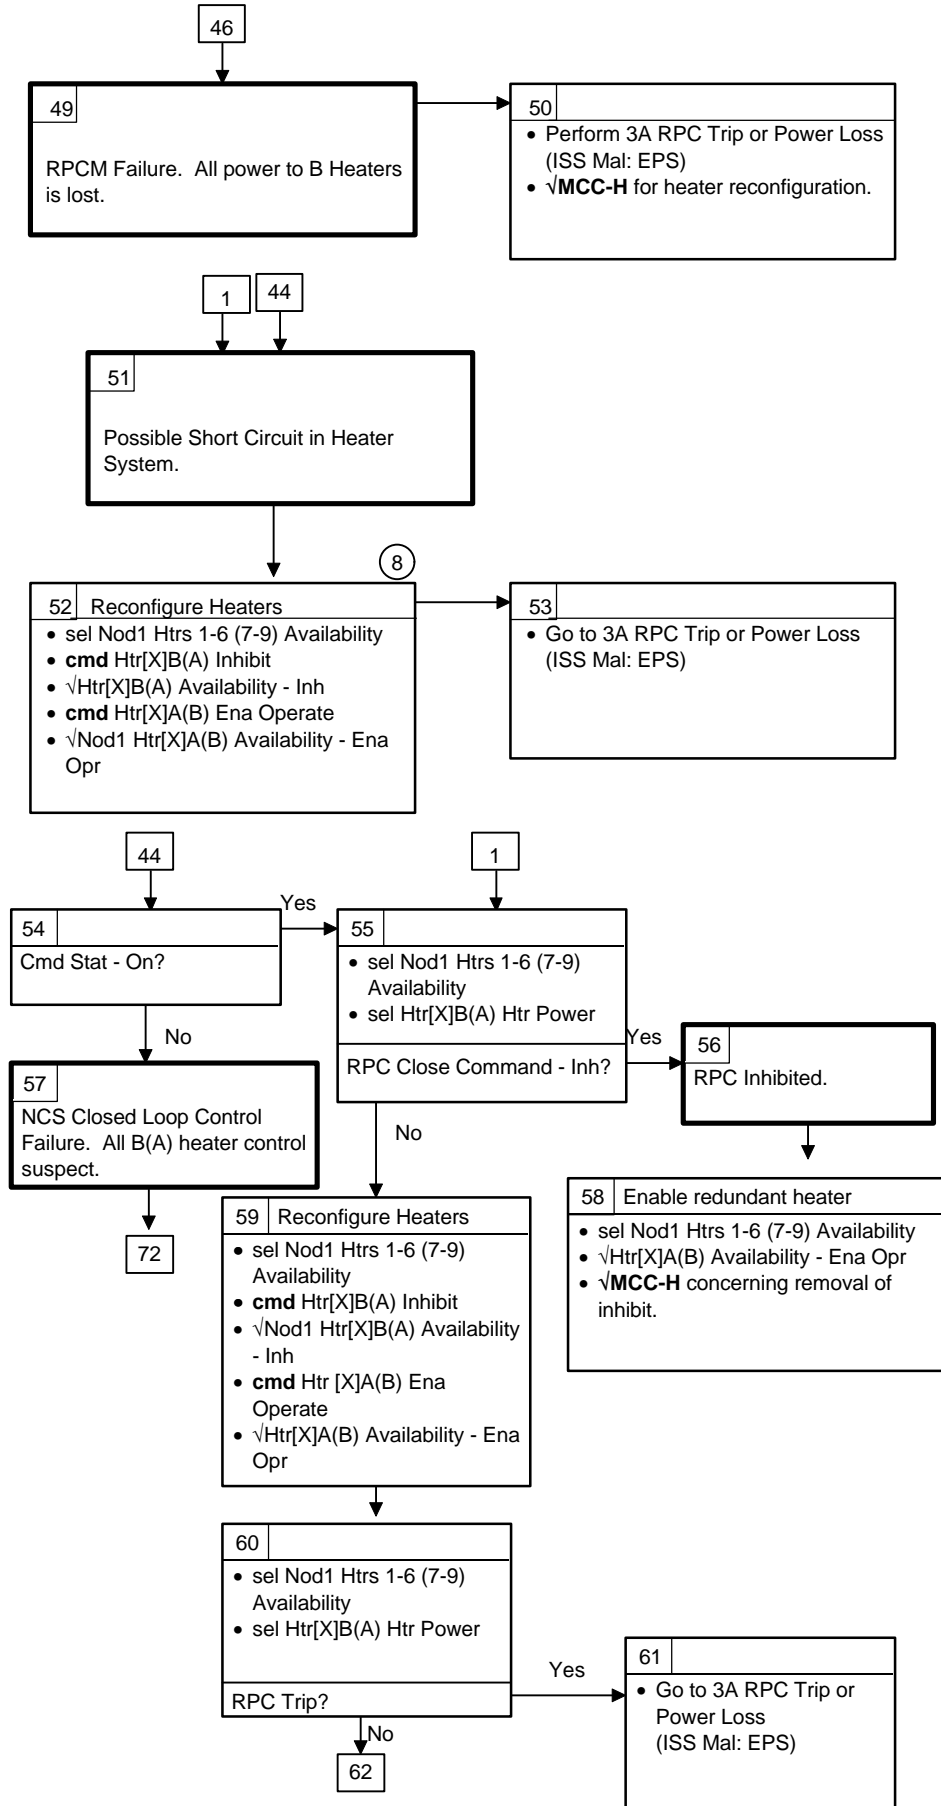 46
49
RPCM Failure. All power to B Heaters
is lost.
50
• Perform 3A RPC Trip or Power Loss
(ISS Mal: EPS)
• √MCC-H for heater reconfiguration.
1
44
51
Possible Short Circuit in Heater
System.
8
52 Reconfigure Heaters
• sel Nod1 Htrs 1-6 (7-9) Availability
• cmd Htr[X]B(A) Inhibit
• √Htr[X]B(A) Availability - Inh
• cmd Htr[X]A(B) Ena Operate
• √Nod1 Htr[X]A(B) Availability - Ena
Opr
53
• Go to 3A RPC Trip or Power Loss
(ISS Mal: EPS)
44
54
Cmd Stat - On?
Yes
No
1
55
• sel Nod1 Htrs 1-6 (7-9)
Availability
• sel Htr[X]B(A) Htr Power
RPC Close Command - Inh?
Yes
No
56
RPC Inhibited.
57
NCS Closed Loop Control
Failure. All B(A) heater control
suspect.
72
58 Enable redundant heater
• sel Nod1 Htrs 1-6 (7-9) Availability
• √Htr[X]A(B) Availability - Ena Opr
• √MCC-H concerning removal of
inhibit.
59 Reconfigure Heaters
• sel Nod1 Htrs 1-6 (7-9)
Availability
• cmd Htr[X]B(A) Inhibit
• √Nod1 Htr[X]B(A) Availability
- Inh
• cmd Htr [X]A(B) Ena
Operate
• √Htr[X]A(B) Availability - Ena
Opr
60
• sel Nod1 Htrs 1-6 (7-9)
Availability
• sel Htr[X]B(A) Htr Power
RPC Trip?
Yes
No
61
• Go to 3A RPC Trip or
Power Loss
(ISS Mal: EPS)
62